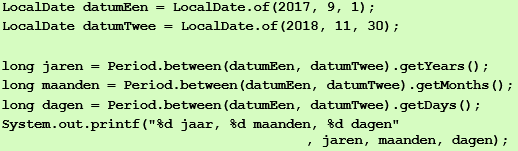 LocalDate datumEen = LocalDate.of(2017, 9, 1);
LocalDate datumTwee = LocalDate.of(2018, 11, 30);
long jaren = Period.between(datumEen, datumTwee).getYears();
long maanden = Period.between(datumEen, datumTwee).getMonths();
long dagen = Period.between(datumEen, datumTwee).getDays();
System.out.printf("%d jaar, %d maanden, %d dagen"
, jaren, maanden, dagen);